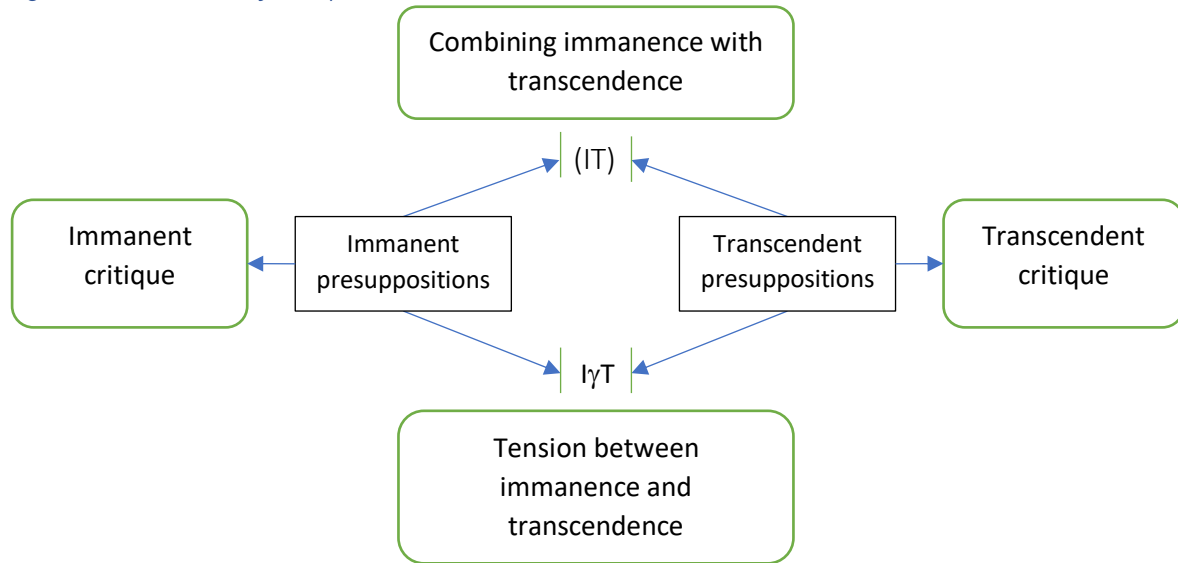 Combining immanence with
transcendence
(IT)
Immanent
critique
Immanent
presuppositions
Transcendent
presuppositions
Transcendent
critique
IγT
Tension between
immanence and
transcendence